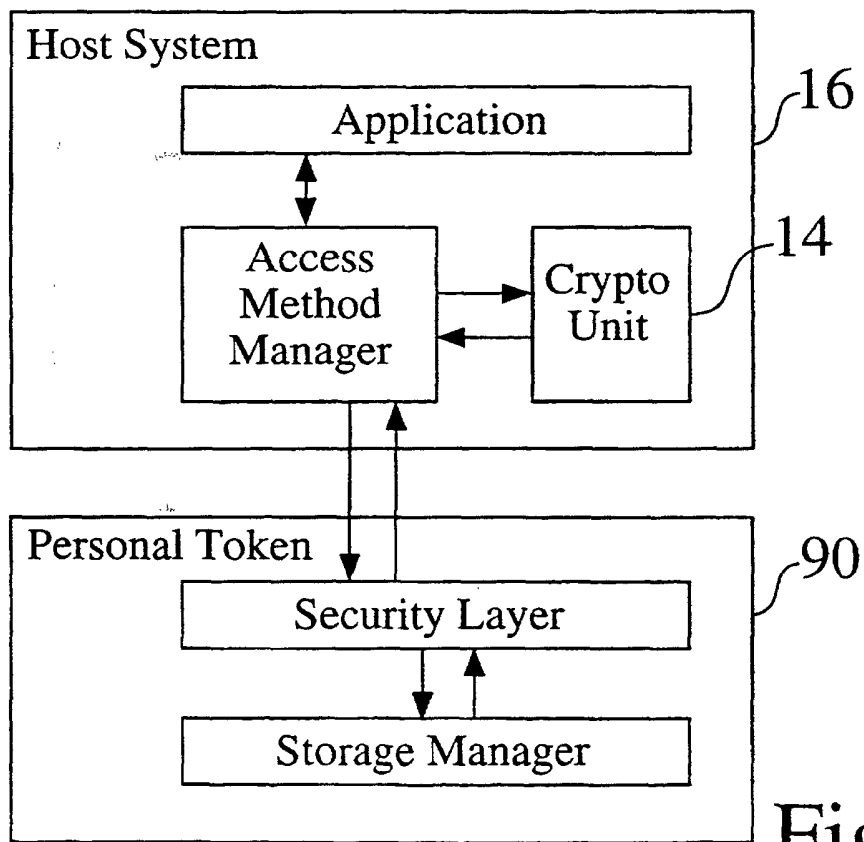 Host System
16
Application
14
Access
Method
Manager
Crypto
Unit
Personal Token
90
Security Layer
Storage Manager